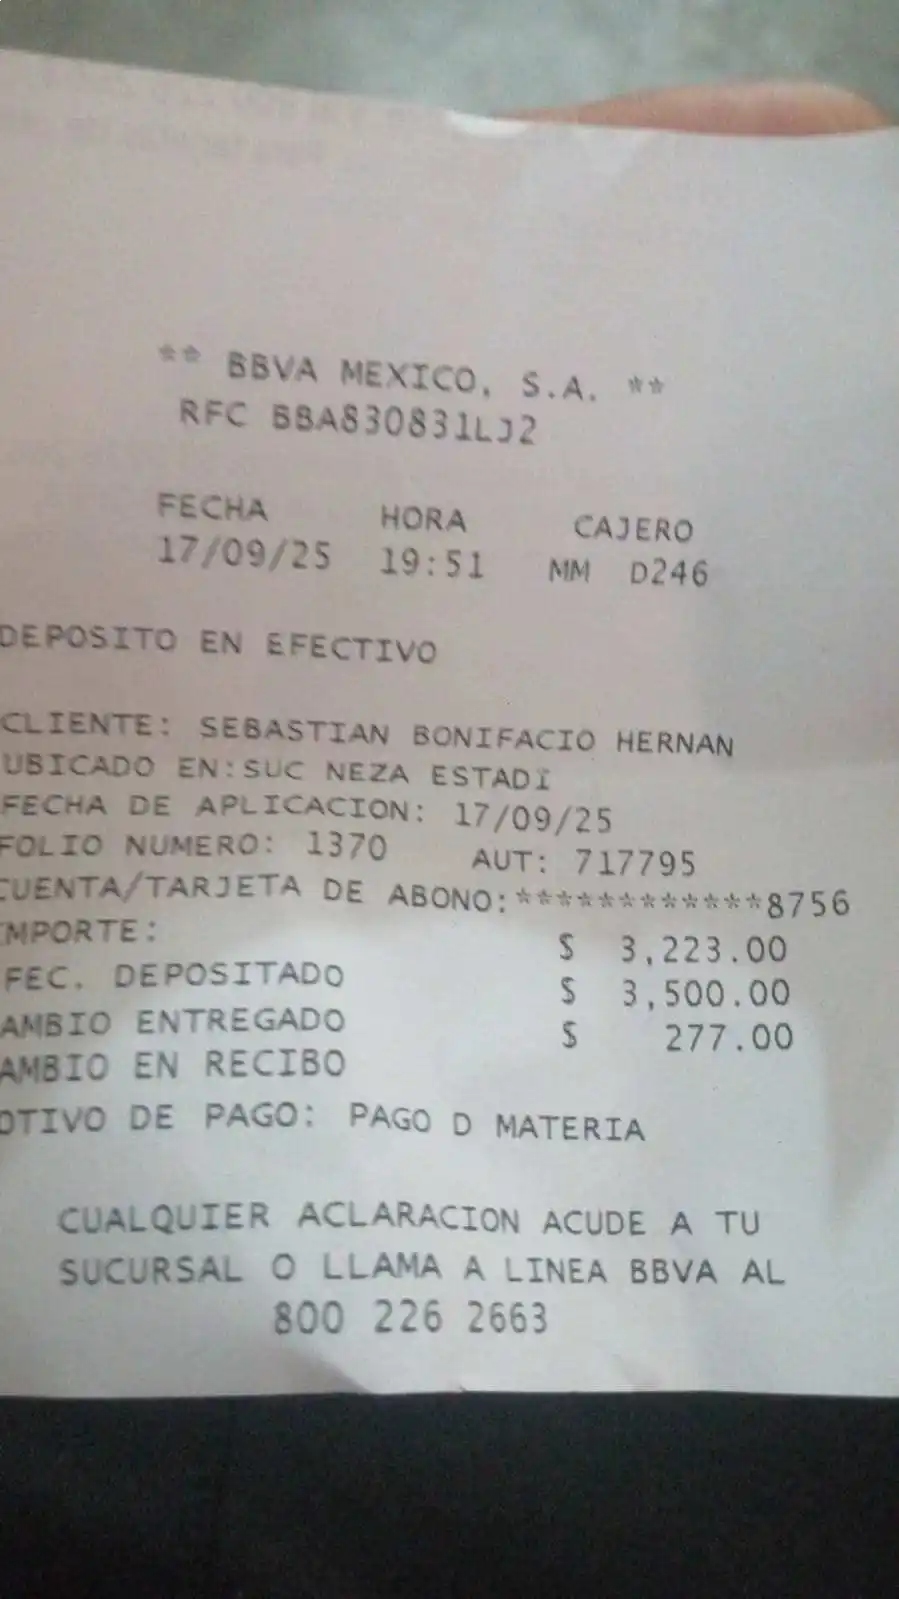 ** BBVA MEXICO, S.A. **
RFC BBA830831LJ2
FECHA HORA CAJERO
17/09/25 19:51 MM D246
DEPOSITO EN EFECTIVO
CLIENTE: SEBASTIAN BONIFACIO HERNAN
UBICADO EN:SUC NEZA ESTADI
FECHA DE APLICACION: 17/09/25
FOLIO NUMERO: 1370 AUT: 717795
CUENTA/TARJETA DE ABONO:************8756
IMPORTE: $ 3,223.00
FEC. DEPOSITADO $ 3,500.00
AMBIO ENTREGADO $ 277.00
AMBIO EN RECIBO
OTIVO DE PAGO: PAGO D MATERIA
CUALQUIER ACLARACION ACUDE A TU
SUCURSAL O LLAMA A LINEA BBVA AL
800 226 2663